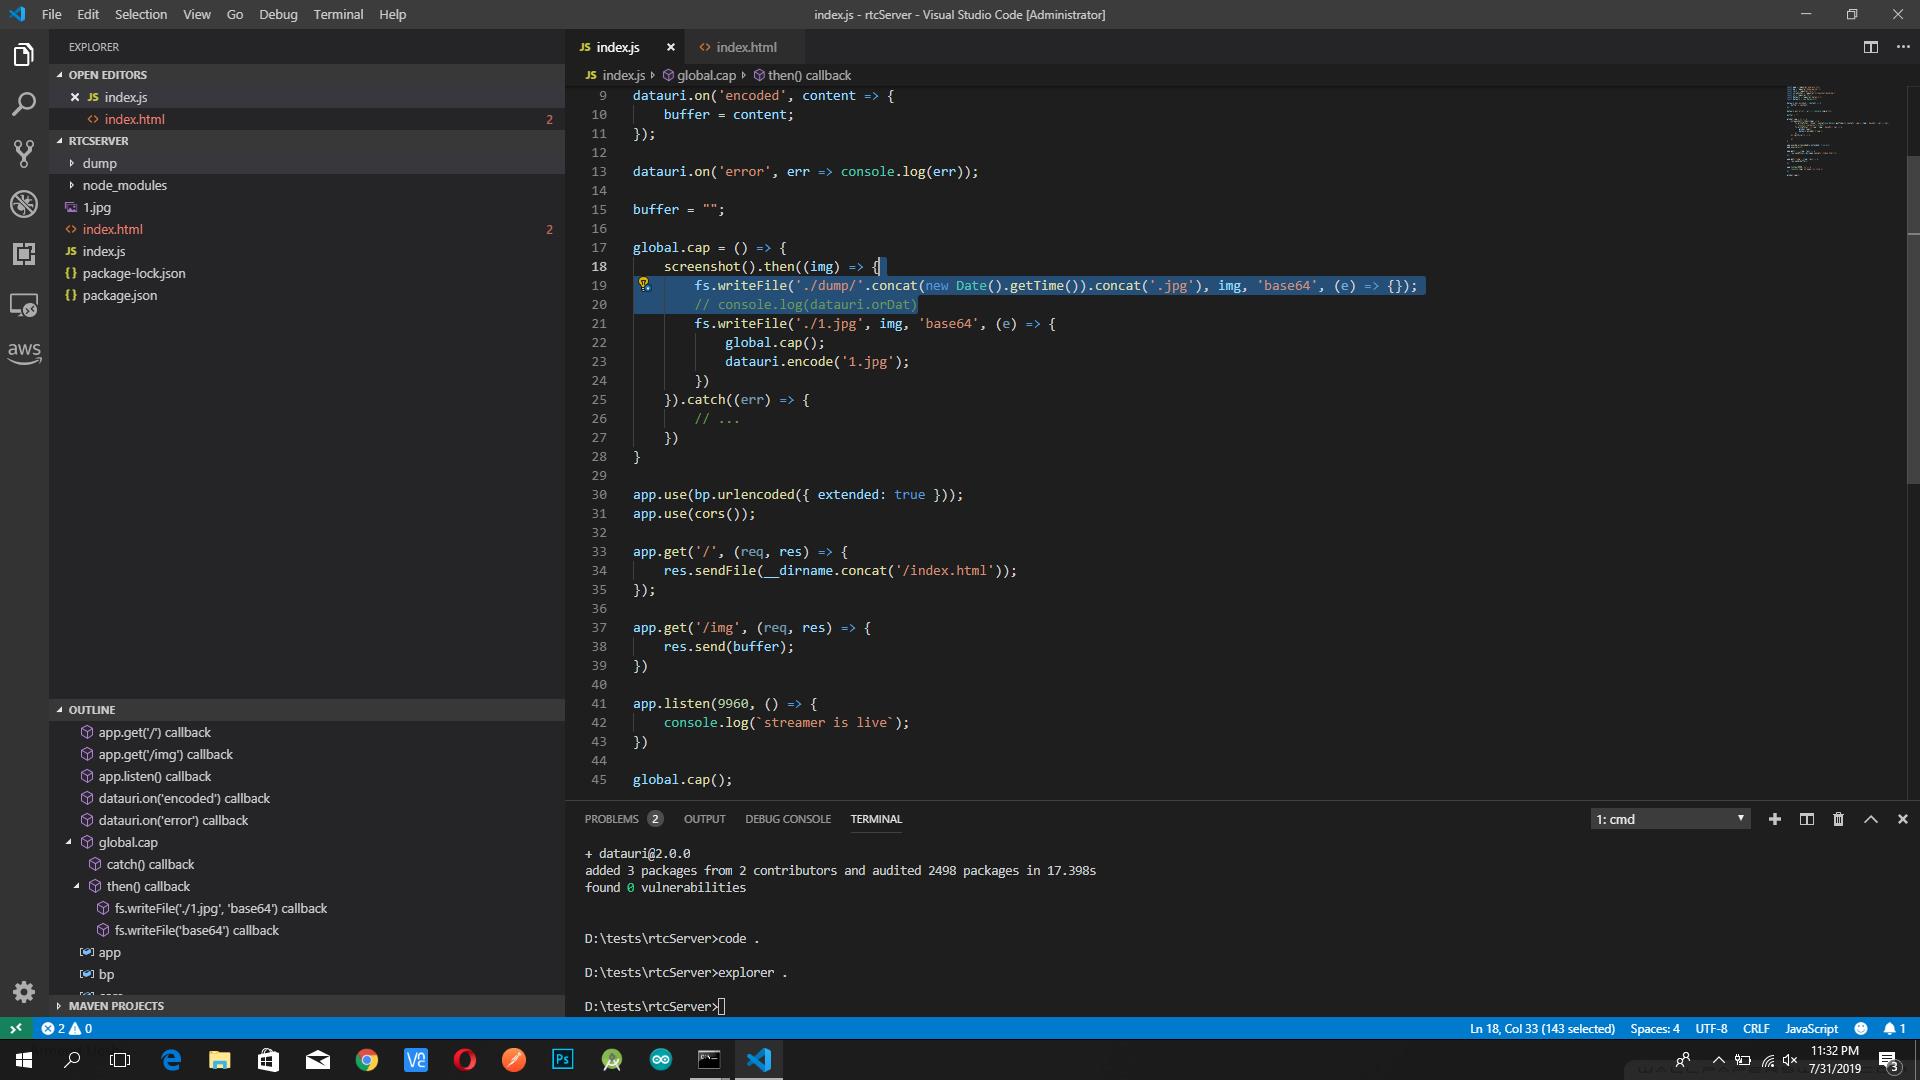 File Edit Selection View Go Debug Terminal Help
index.js - rtcServer - Visual Studio Code [Administrator]
EXPLORER
OPEN EDITORS
JS index.js
<> index.html 2
RTCSERVER
dump
node_modules
1.jpg
<> index.html 2
JS index.js
{} package-lock.json
{} package.json
aws
OUTLINE
app.get('/') callback
app.get('/img') callback
app.listen() callback
datauri.on('encoded') callback
datauri.on('error') callback
global.cap
catch() callback
then() callback
fs.writeFile('./1.jpg', 'base64') callback
fs.writeFile('base64') callback
app
bp
MAVEN PROJECTS
JS index.js <> index.html
JS index.js global.cap then() callback
9 datauri.on('encoded', content => {
10 buffer = content;
11 });
12
13 datauri.on('error', err => console.log(err));
14
15 buffer = "";
16
17 global.cap = () => {
18 screenshot().then((img) => {
19 fs.writeFile('./dump/'.concat(new Date().getTime()).concat('.jpg'), img, 'base64', (e) => {});
20 // console.log(datauri.orDat)
21 fs.writeFile('./1.jpg', img, 'base64', (e) => {
22 global.cap();
23 datauri.encode('1.jpg');
24 })
25 }).catch((err) => {
26 // ...
27 })
28 }
29
30 app.use(bp.urlencoded({ extended: true }));
31 app.use(cors());
32
33 app.get('/', (req, res) => {
34 res.sendFile(__dirname.concat('/index.html'));
35 });
36
37 app.get('/img', (req, res) => {
38 res.send(buffer);
39 })
40
41 app.listen(9960, () => {
42 console.log(`streamer is live`);
43 })
44
45 global.cap();
PROBLEMS 2 OUTPUT DEBUG CONSOLE TERMINAL 1: cmd
+ datauri@2.0.0
added 3 packages from 2 contributors and audited 2498 packages in 17.398s
found 0 vulnerabilities
D:\tests\rtcServer>code .
D:\tests\rtcServer>explorer .
D:\tests\rtcServer>
2 0 Ln 18, Col 33 (143 selected) Spaces: 4 UTF-8 CRLF JavaScript 1
Ps
11:32 PM
7/31/2019
3